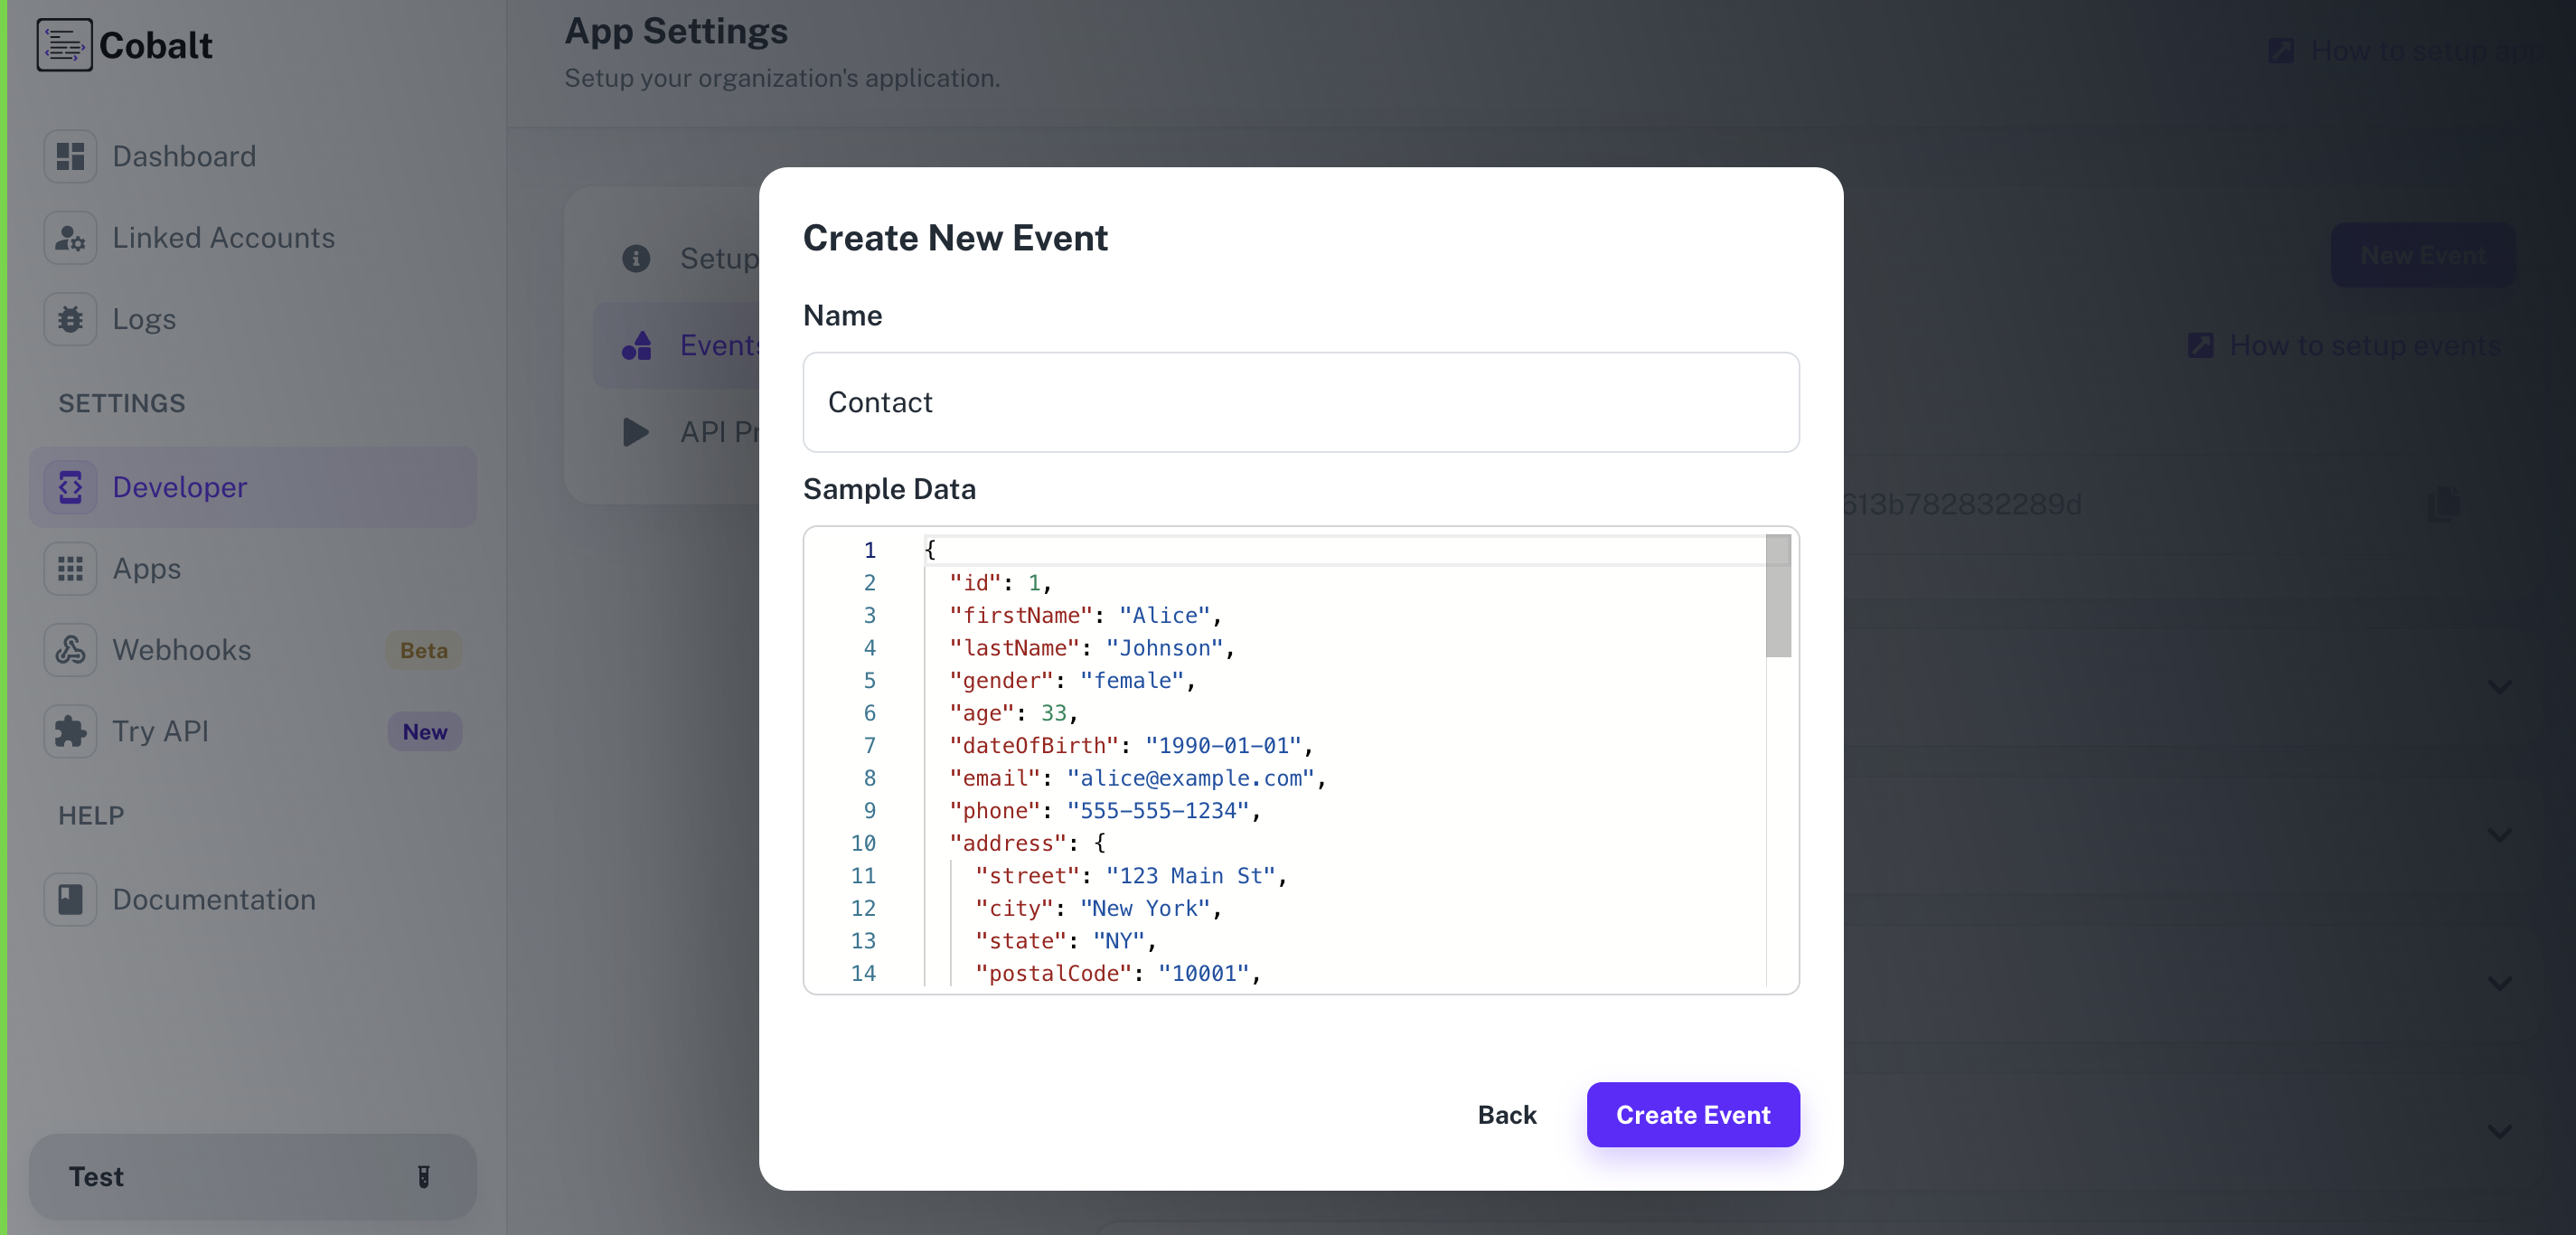 Cobalt
Dashboard
Linked Accounts
Logs
SETTINGS
Developer
Apps
Webhooks Beta
Try API New
HELP
Documentation
Test
App Settings
Setup your organization's application.
How to setup app
Setup
Events
API Pr
New Event
How to setup events
613b782832289d
Create New Event
Name
Contact
Sample Data
1 {
2 "id": 1,
3 "firstName": "Alice",
4 "lastName": "Johnson",
5 "gender": "female",
6 "age": 33,
7 "dateOfBirth": "1990-01-01",
8 "email": "alice@example.com",
9 "phone": "555-555-1234",
10 "address": {
11 "street": "123 Main St",
12 "city": "New York",
13 "state": "NY",
14 "postalCode": "10001",
Back
Create Event